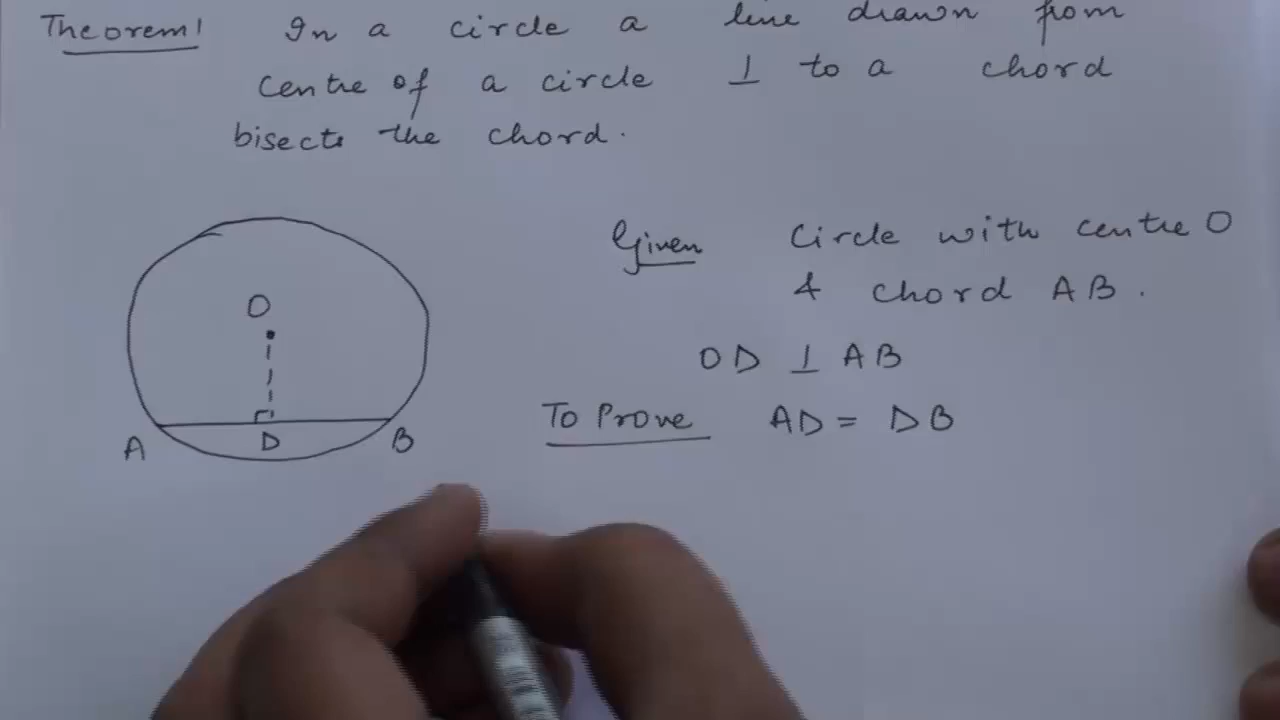 Theorem! In a circle a line drawn from
centre of a circle ⊥ to a chord
bisects the chord.
Given Circle with centre O
& chord AB.
OD ⊥ AB
To Prove AD = DB
O
A D B